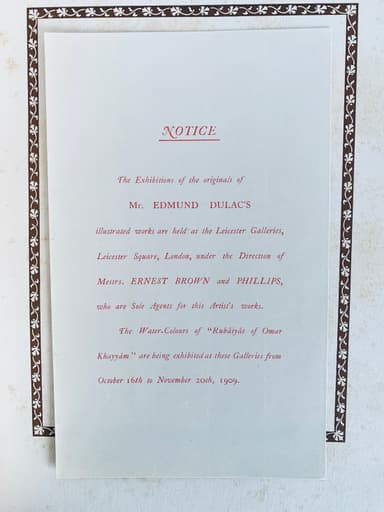 NOTICE
The Exhibitions of the originals of
Mr. EDMUND DULAC'S
illustrated works are held at the Leicester Galleries,
Leicester Square, London, under the Direction of
Messrs. ERNEST BROWN and PHILLIPS,
who are Sole Agents for this Artist's works.
The Water-Colours of "Rubáiyát of Omar
Khayyám" are being exhibited at these Galleries from
October 16th to November 20th, 1909.